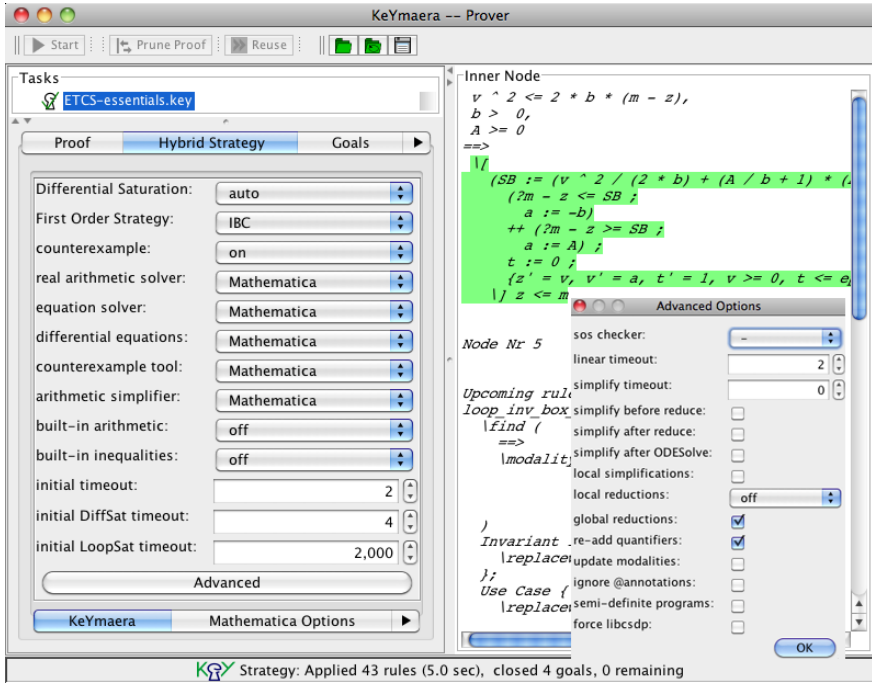 KeYmaera -- Prover
Start
Prune Proof
Reuse
Tasks
ETCS-essentials.key
Proof
Hybrid Strategy
Goals
Differential Saturation:
auto
First Order Strategy:
IBC
counterexample:
on
real arithmetic solver:
Mathematica
equation solver:
Mathematica
differential equations:
Mathematica
counterexample tool:
Mathematica
arithmetic simplifier:
Mathematica
built-in arithmetic:
off
built-in inequalities:
off
initial timeout:
2
initial DiffSat timeout:
4
initial LoopSat timeout:
2,000
Advanced
KeYmaera
Mathematica Options
Inner Node
v ^ 2 <= 2 * b * (m - z),
b > 0,
A >= 0
==>
\[
(SB := (v ^ 2 / (2 * b) + (A / b + 1) * (
(?m - z <= SB ;
a := -b)
++ (?m - z >= SB ;
a := A) ;
t := 0 ;
{z' = v, v' = a, t' = 1, v >= 0, t <= ep
\] z <= m
Node Nr 5
Upcoming rul
loop_inv_box_
\find (
==>
\modality
)
Invariant
\replacew
};
Use Case {
\replacew
Advanced Options
sos checker:
-
linear timeout:
2
simplify timeout:
0
simplify before reduce:
simplify after reduce:
simplify after ODESolve:
local simplifications:
local reductions:
off
global reductions:
re-add quantifiers:
update modalities:
ignore @annotations:
semi-definite programs:
force libcsdp:
OK
KeY Strategy: Applied 43 rules (5.0 sec), closed 4 goals, 0 remaining